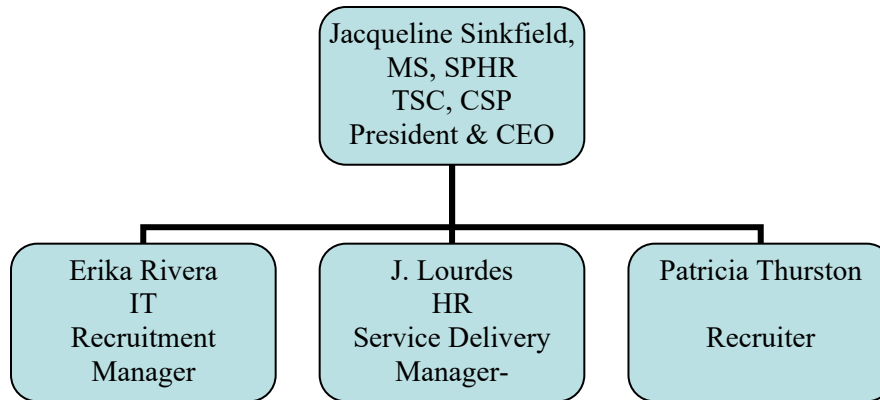 Jacqueline Sinkfield,
MS, SPHR
TSC, CSP
President & CEO
Erika Rivera
IT
Recruitment
Manager
J. Lourdes
HR
Service Delivery
Manager-
Patricia Thurston
Recruiter